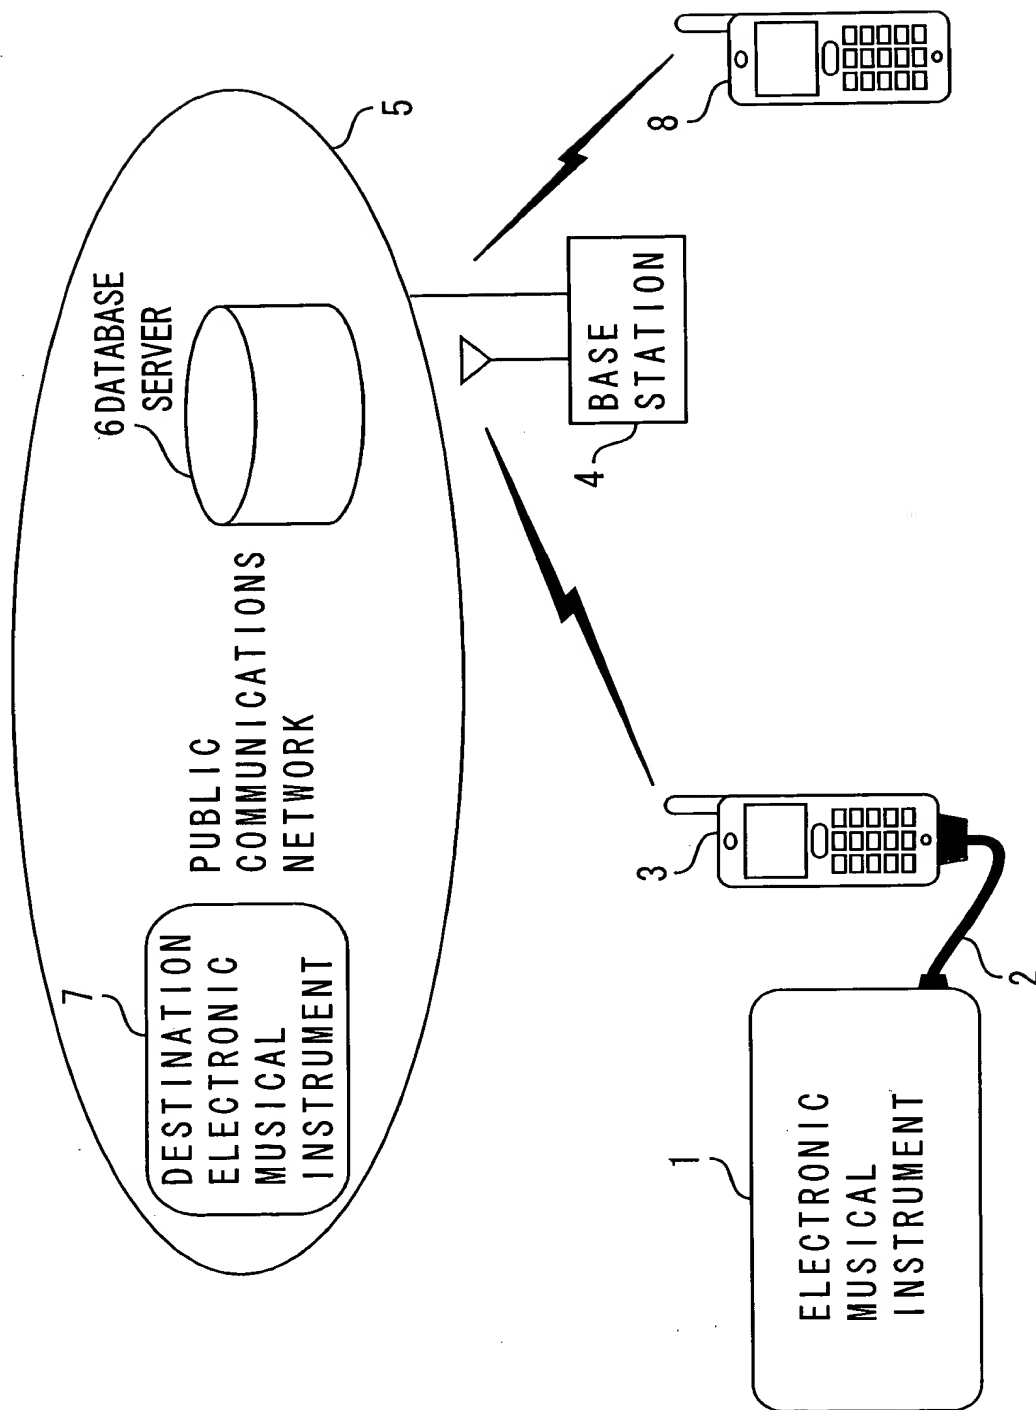 5
6 DATABASE
SERVER
PUBLIC
COMMUNICATIONS
NETWORK
7
DESTINATION
ELECTRONIC
MUSICAL
INSTRUMENT
BASE
STATION
4
8
3
2
1
ELECTRONIC
MUSICAL
INSTRUMENT